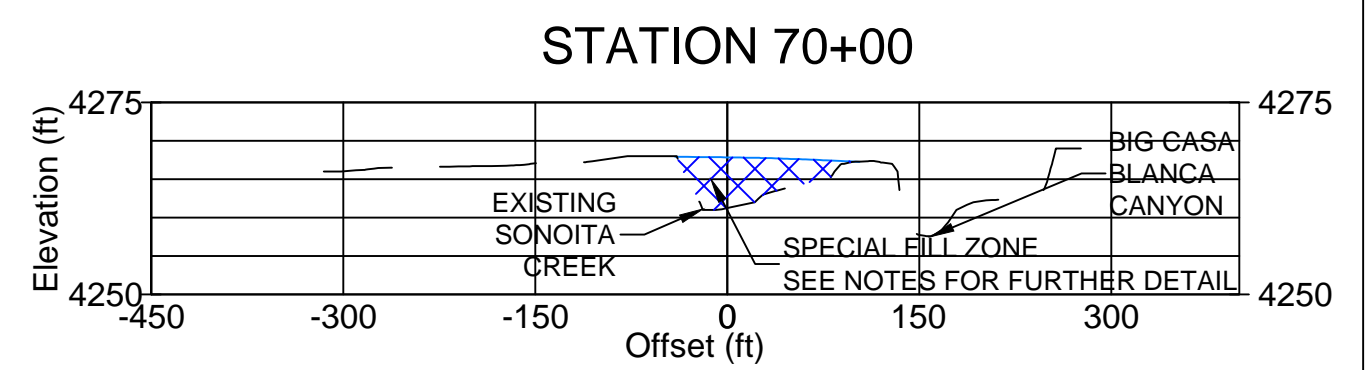 STATION 70+00
Elevation (ft)
4275
4275
BIG CASA
BLANCA
CANYON
EXISTING
SONOITA
CREEK
SPECIAL FILL ZONE
SEE NOTES FOR FURTHER DETAIL
4250
4250
-450 -300 -150 0 150 300
Offset (ft)